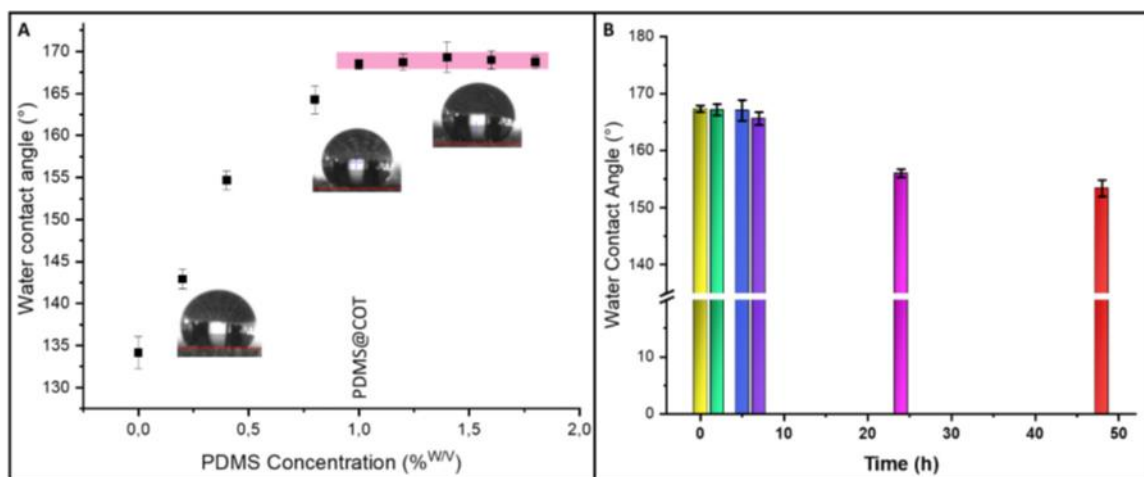 A
170
165
160
155
150
145
140
135
130
Water contact angle (°)
PDMS@COT
0,0 0,5 1,0 1,5 2,0
PDMS Concentration (%W/V)
B
180
170
160
150
140
10
0
Water Contact Angle (°)
0 10 20 30 40 50
Time (h)